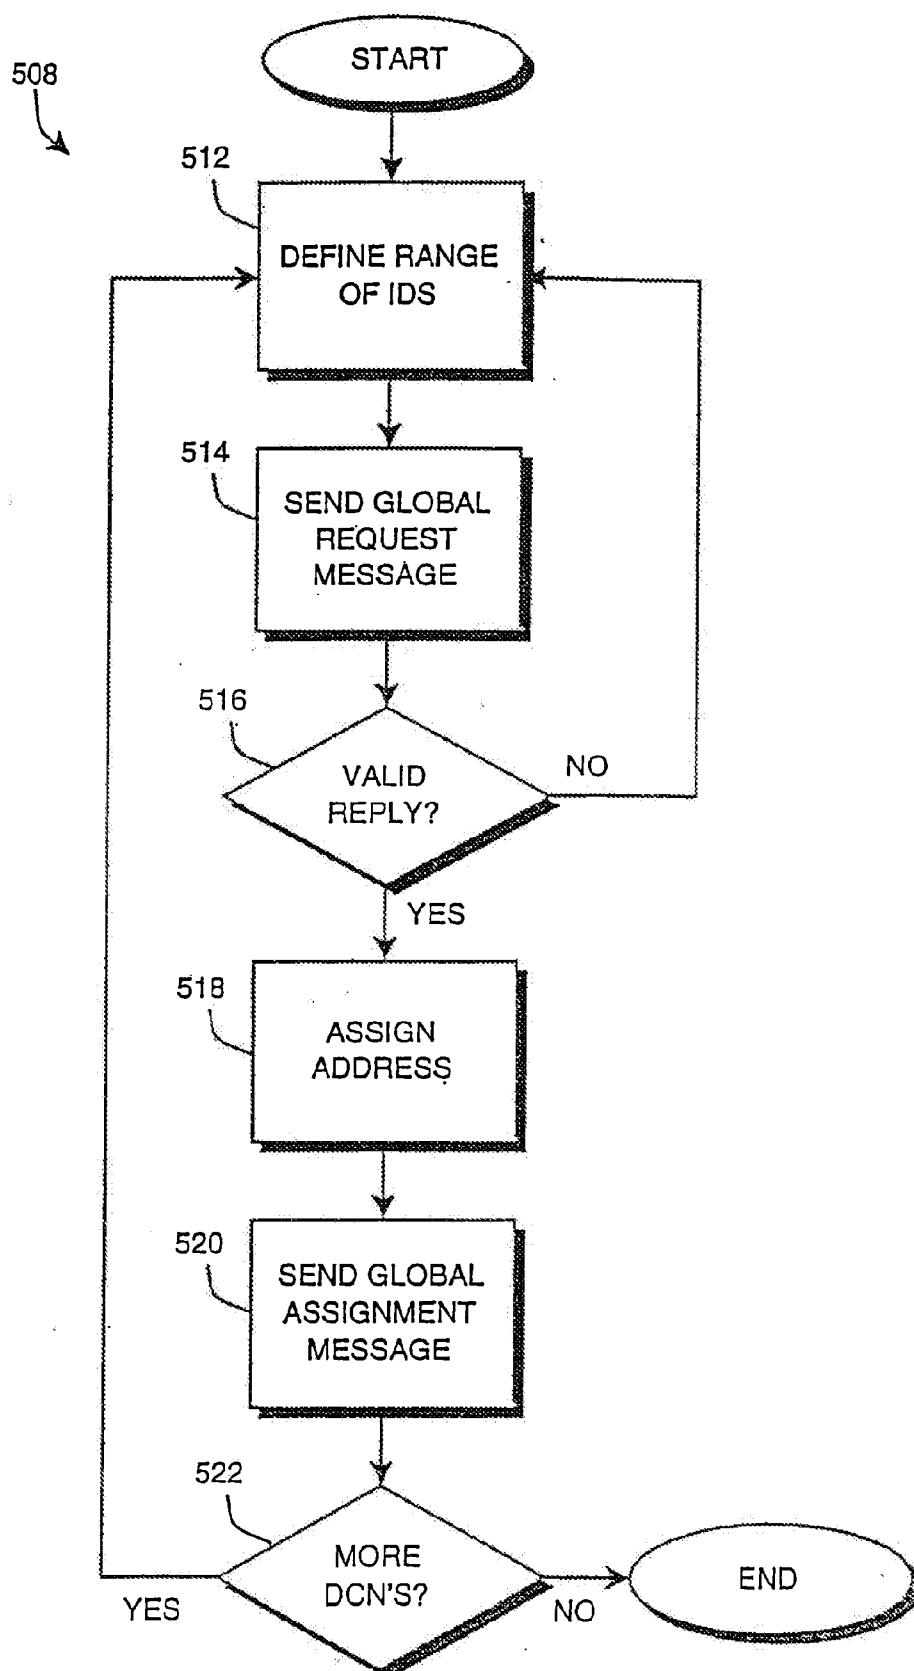 START
508
512
DEFINE RANGE
OF IDS
514
SEND GLOBAL
REQUEST
MESSAGE
516
VALID
REPLY?
NO
YES
518
ASSIGN
ADDRESS
520
SEND GLOBAL
ASSIGNMENT
MESSAGE
522
MORE
DCN'S?
YES
NO
END